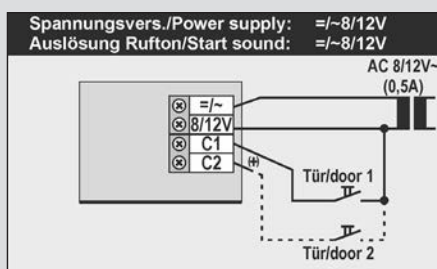 Spannungsvers./Power supply: =/~8/12V
Auslösung Rufton/Start sound: =/~8/12V
AC 8/12V~
(0,5A)
=/~
8/12V
C1
C2
(+)
Tür/door 1
Tür/door 2